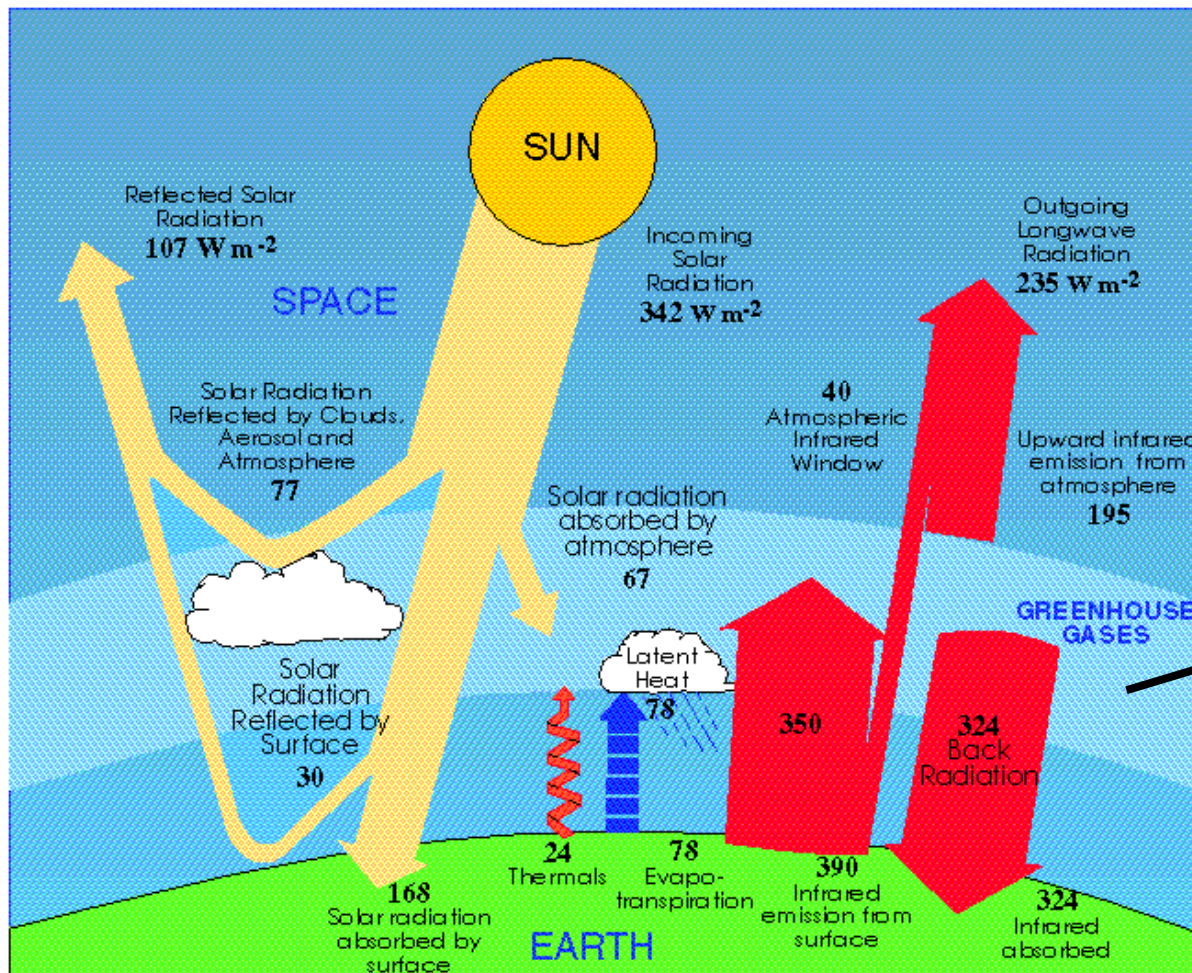 SUN
Reflected Solar
Radiation
107 W m-2
Incoming
Solar
Radiation
342 W m-2
Outgoing
Longwave
Radiation
235 W m-2
SPACE
Solar Radiation
Reflected by Clouds,
Aerosol and
Atmosphere
77
40
Atmospheric
Infrared
Window
Upward infrared
emission from
atmosphere
195
Solar radiation
absorbed by
atmosphere
67
GREENHOUSE
GASES
Solar
Radiation
Reflected by
Surface
30
Latent
Heat
78
350
324
Back
Radiation
168
Solar radiation
absorbed by
surface
24
Thermals
78
Evapo-
transpiration
390
Infrared
emission from
surface
324
Infrared
absorbed
EARTH